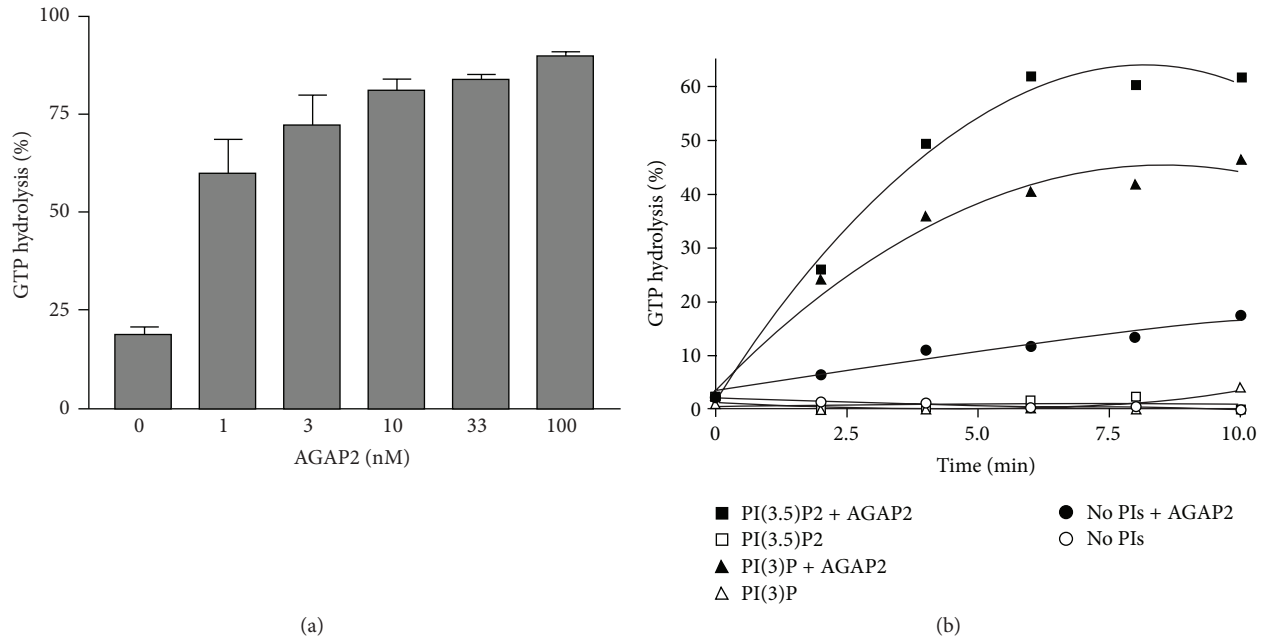 100
75
50
25
0
GTP hydrolysis (%)
0 1 3 10 33 100
AGAP2 (nM)
(a)
60
50
40
30
20
10
0
GTP hydrolysis (%)
0 2.5 5.0 7.5 10.0
Time (min)
PI(3.5)P2 + AGAP2
PI(3.5)P2
PI(3)P + AGAP2
PI(3)P
No PIs + AGAP2
No PIs
(b)